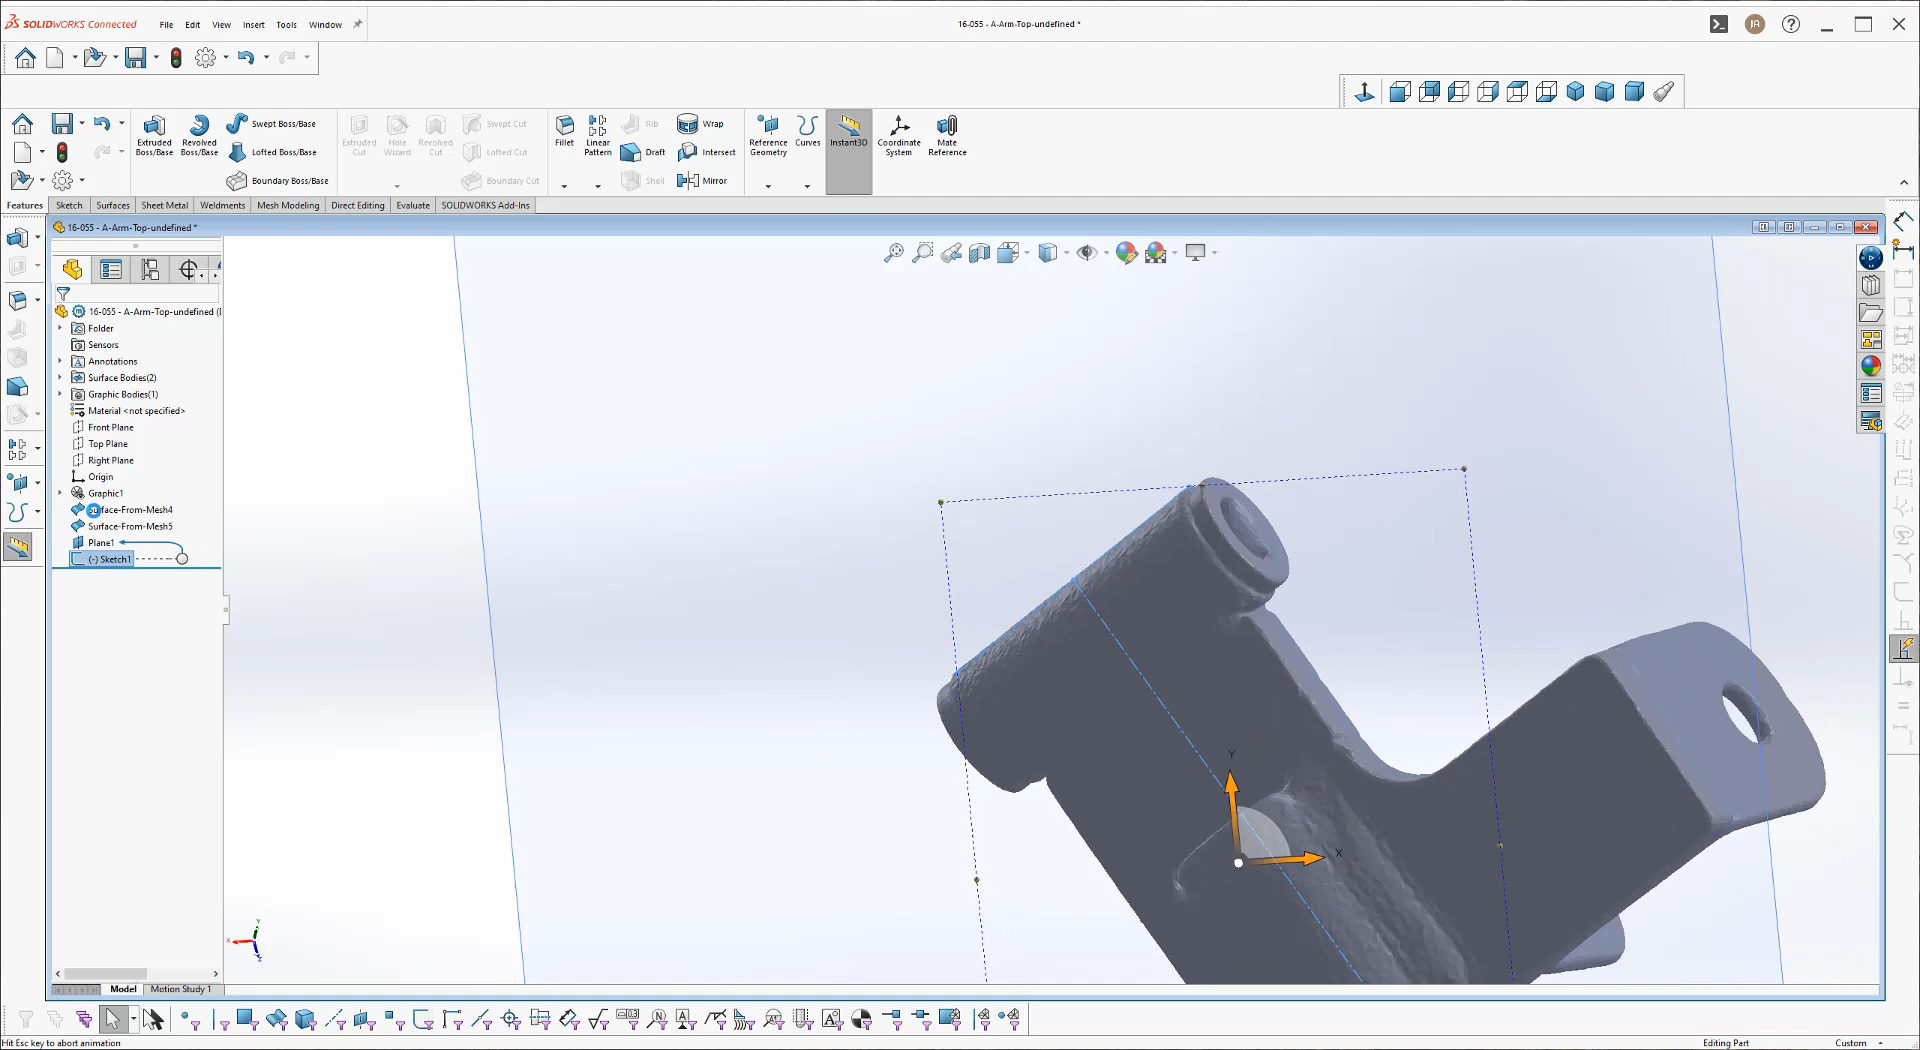 SOLIDWORKS Connected
File Edit View Insert Tools Window
16-055 - A-Arm-Top-undefined *
JA
Extruded Boss/Base
Revolved Boss/Base
Swept Boss/Base
Lofted Boss/Base
Boundary Boss/Base
Extruded Cut
Hole Wizard
Revolved Cut
Swept Cut
Lofted Cut
Boundary Cut
Fillet
Linear Pattern
Rib
Draft
Shell
Wrap
Intersect
Mirror
Reference Geometry
Curves
Instant3D
Coordinate System
Mate Reference
Features Sketch Surfaces Sheet Metal Weldments Mesh Modeling Direct Editing Evaluate SOLIDWORKS Add-Ins
16-055 - A-Arm-Top-undefined *
16-055 - A-Arm-Top-undefined (
Folder
Sensors
Annotations
Surface Bodies(2)
Graphic Bodies(1)
Material <not specified>
Front Plane
Top Plane
Right Plane
Origin
Graphic1
Surface-From-Mesh4
Surface-From-Mesh5
Plane1
(-) Sketch1
Y
X
Model Motion Study 1
Hit Esc key to abort animation
Editing Part
Custom